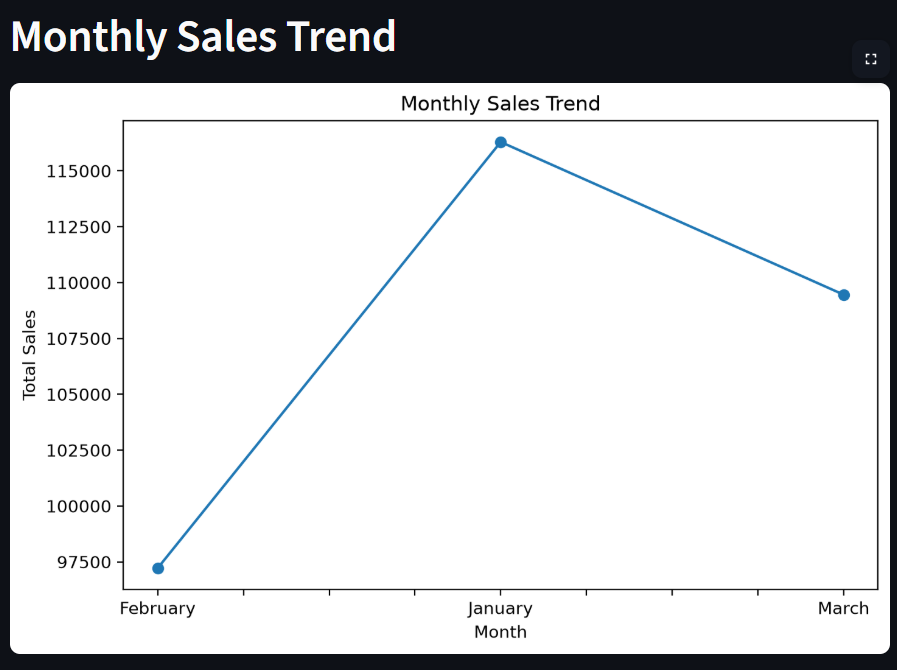 Monthly Sales Trend
Monthly Sales Trend
115000
112500
110000
107500
105000
102500
100000
97500
Total Sales
February January March
Month